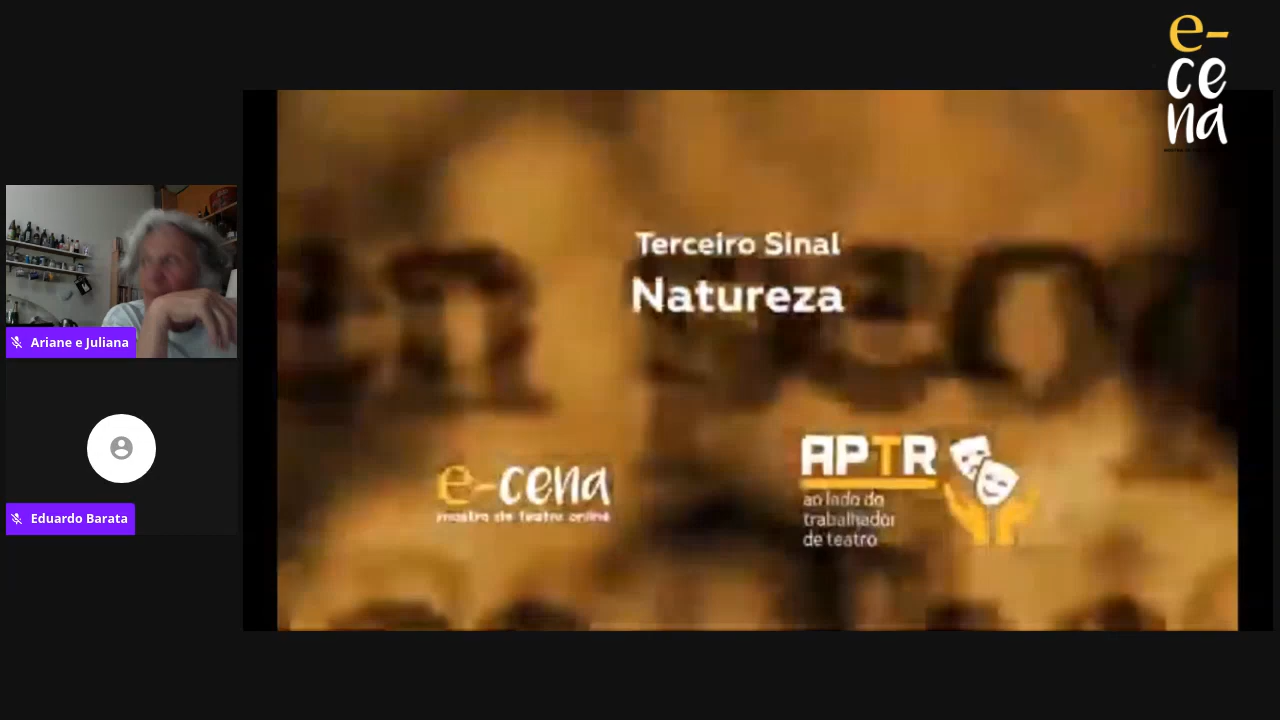 e-
ce
na
Terceiro Sinal
Natureza
Ariane e Juliana
Eduardo Barata
e-cena
mostra de teatro online
APTR
ao lado do
trabalhador
de teatro